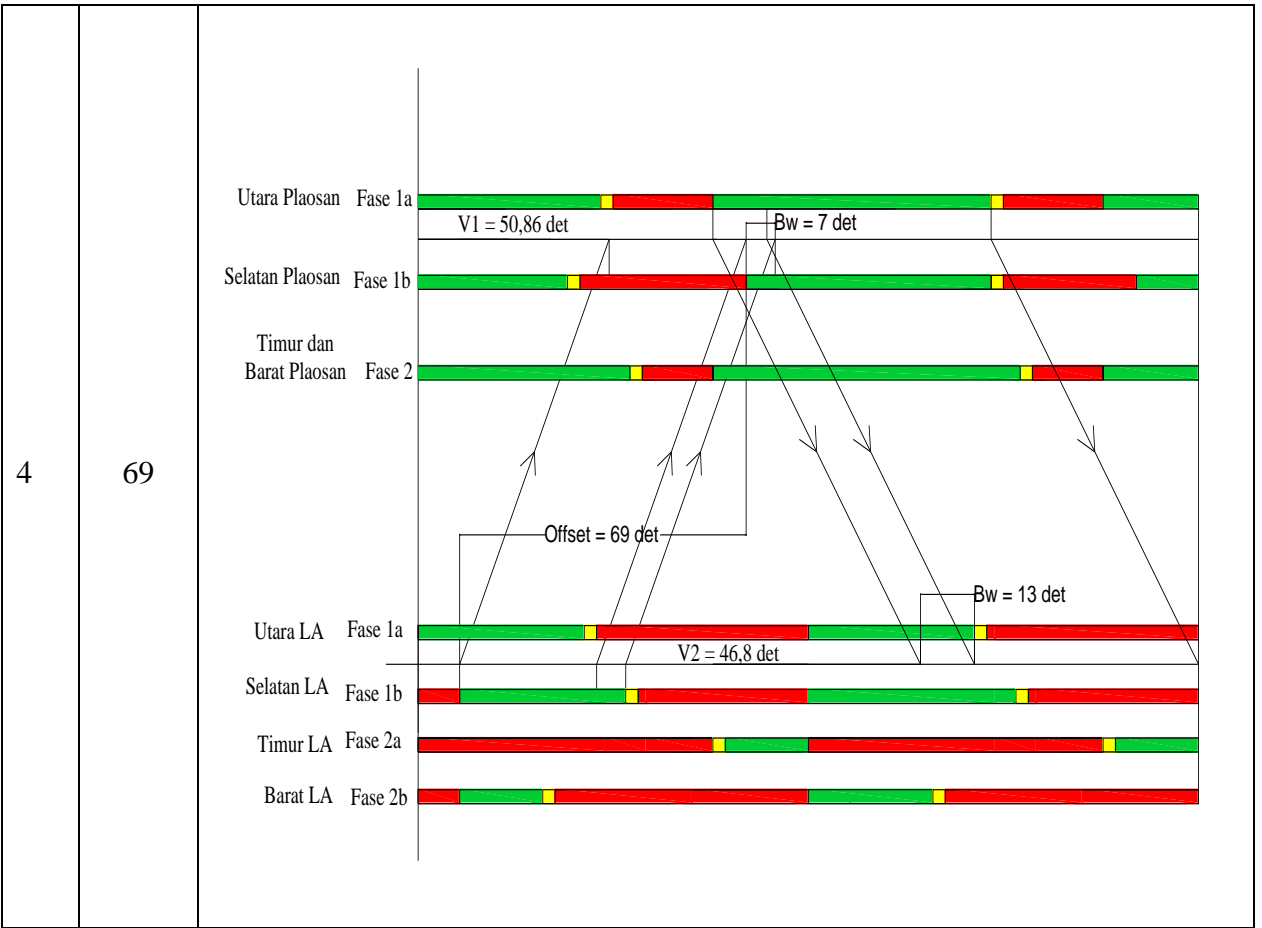 4
69
Utara Plaosan Fase 1a
V1 = 50,86 det
Bw = 7 det
Selatan Plaosan Fase 1b
Timur dan
Barat Plaosan Fase 2
Offset = 69 det
Bw = 13 det
Utara LA Fase 1a
V2 = 46,8 det
Selatan LA Fase 1b
Timur LA Fase 2a
Barat LA Fase 2b